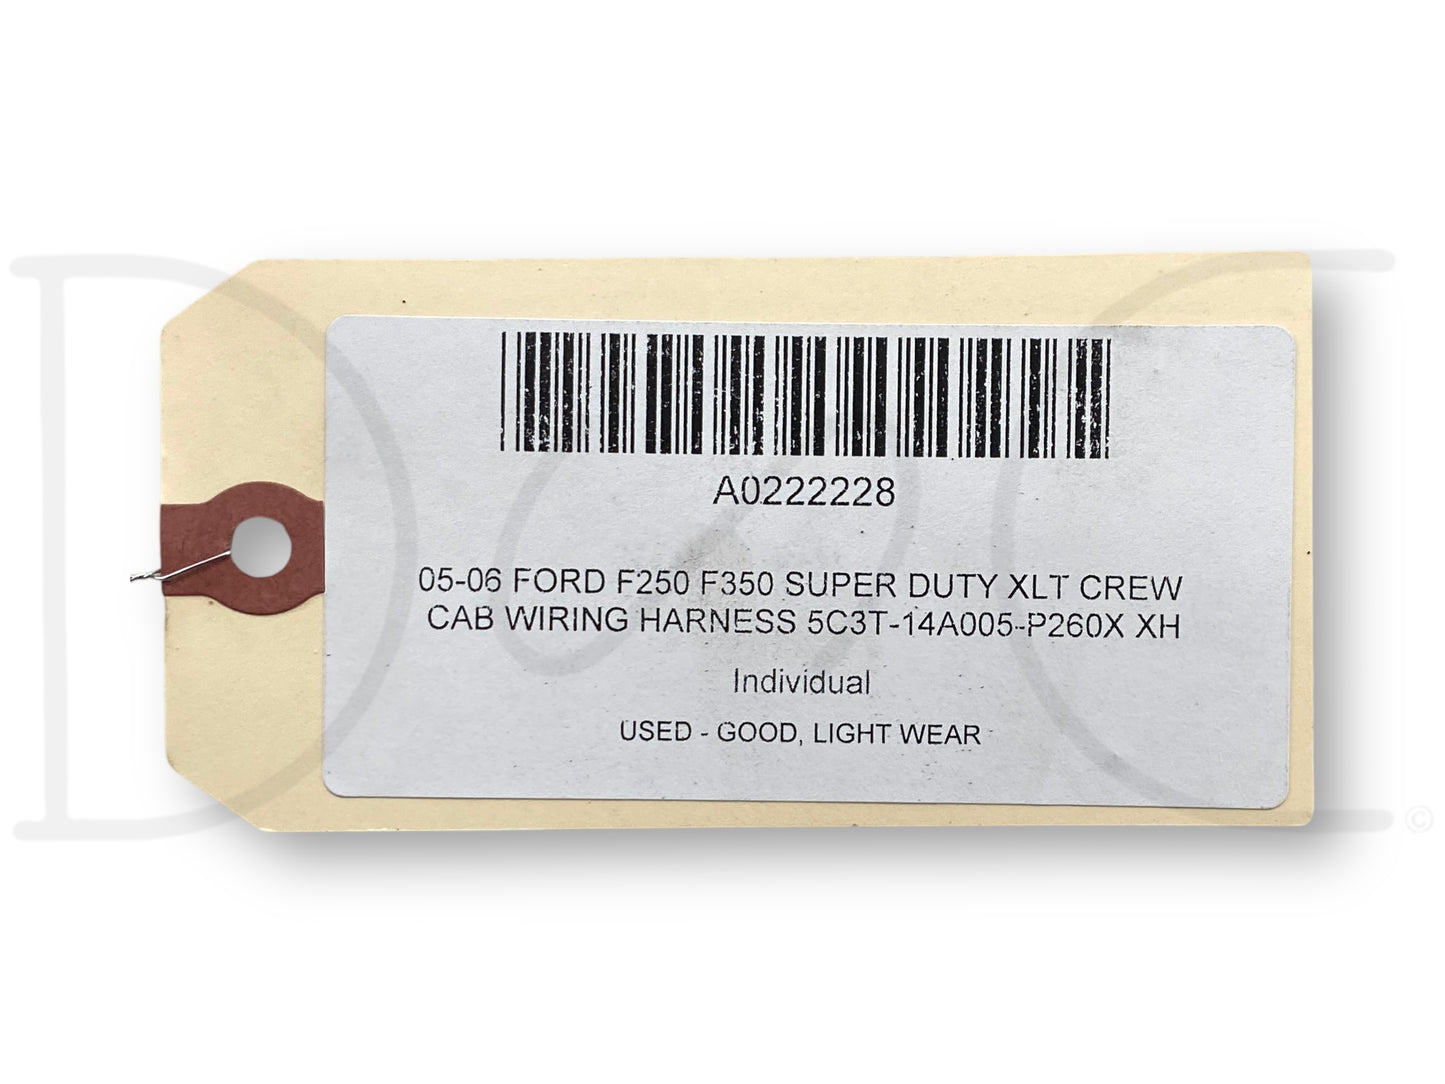 A0222228
05-06 FORD F250 F350 SUPER DUTY XLT CREW
CAB WIRING HARNESS 5C3T-14A005-P260X XH
Individual
USED - GOOD, LIGHT WEAR
D C ©